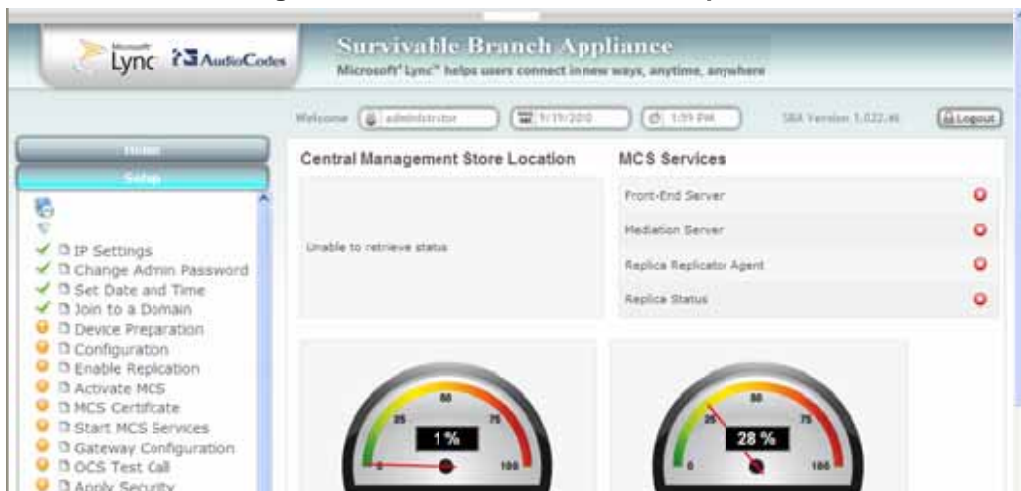 Microsoft
Lync
AudioCodes
Survivable Branch Appliance
Microsoft® Lync™ helps users connect in new ways, anytime, anywhere
Welcome
administrator
9/19/2010
1:59 PM
SBA Version 1.022.
Logout
Home
Setup
IP Settings
Change Admin Password
Set Date and Time
Join to a Domain
Device Preparation
Configuration
Enable Replication
Activate MCS
MCS Certificate
Start MCS Services
Gateway Configuration
OCS Test Call
Apply Security
Central Management Store Location
Unable to retrieve status
MCS Services
Front-End Server
Mediation Server
Replica Replicator Agent
Replica Status
0
25
50
75
100
1 %
0
25
50
75
100
28 %